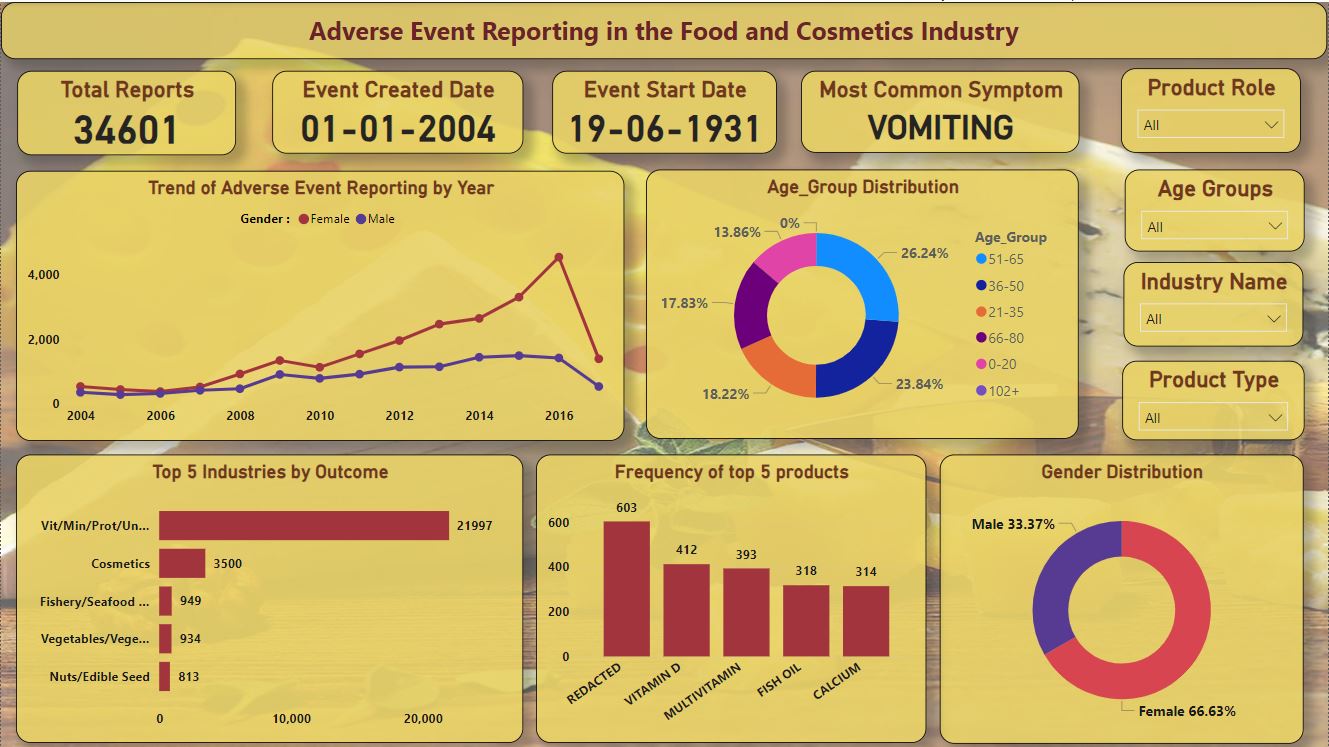 Adverse Event Reporting in the Food and Cosmetics Industry
Total Reports
34601
Event Created Date
01-01-2004
Event Start Date
19-06-1931
Most Common Symptom
VOMITING
Product Role
All
Trend of Adverse Event Reporting by Year
Gender : Female Male
4,000
2,000
0
2004 2006 2008 2010 2012 2014 2016
Age_Group Distribution
0%
13.86%
26.24%
17.83%
18.22%
23.84%
Age_Group
51-65
36-50
21-35
66-80
0-20
102+
Age Groups
All
Industry Name
All
Product Type
All
Top 5 Industries by Outcome
Vit/Min/Prot/Un... 21997
Cosmetics 3500
Fishery/Seafood ... 949
Vegetables/Vege... 934
Nuts/Edible Seed 813
0 10,000 20,000
Frequency of top 5 products
600
400
200
0
603
412
393
318
314
REDACTED
VITAMIN D
MULTIVITAMIN
FISH OIL
CALCIUM
Gender Distribution
Male 33.37%
Female 66.63%